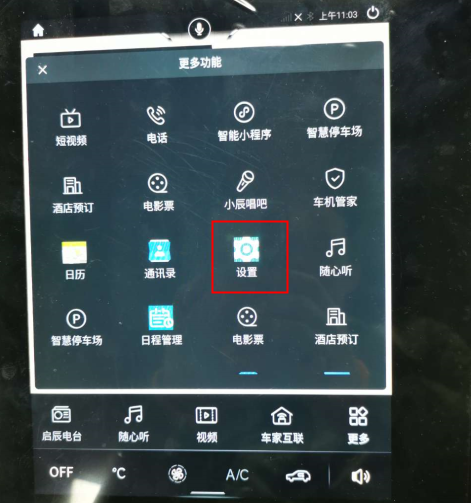 上午11:03
更多功能
短视频 电话 智能小程序 智慧停车场
酒店预订 电影票 小辰唱吧 车机管家
日历 通讯录 设置 随心听
智慧停车场 日程管理 电影票 酒店预订
启辰电台 随心听 视频 车家互联 更多
OFF °C A/C